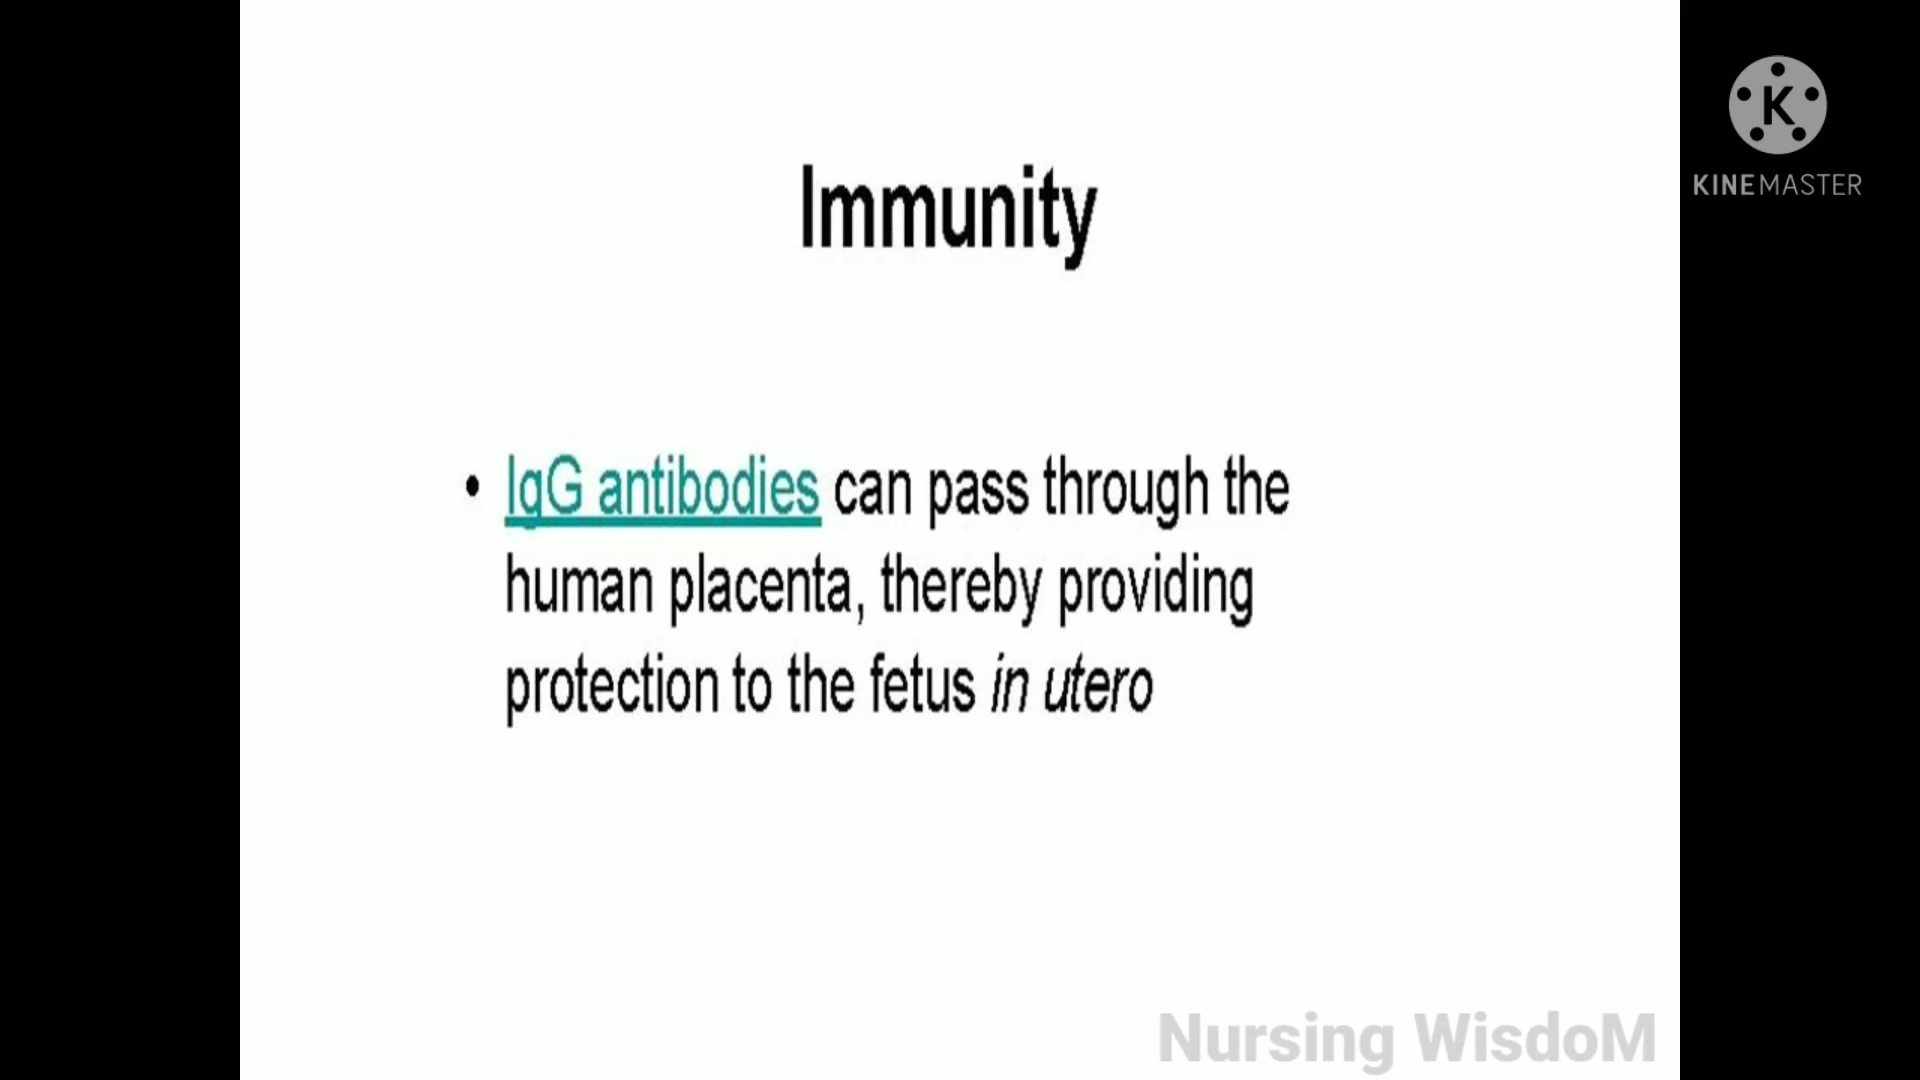 K
KINEMASTER
Immunity
• IgG antibodies can pass through the
human placenta, thereby providing
protection to the fetus in utero
Nursing WisdoM